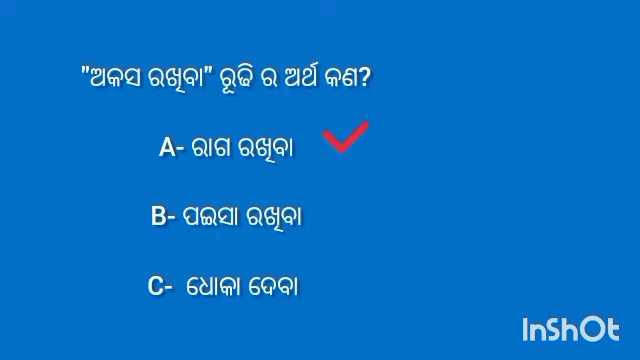 "ଅକସ ରଖିବା" ରୂଢି ର ଅର୍ଥ କଣ?
A- ରାଗ ରଖିବା
B- ପଇସା ରଖିବା
C- ଧୋକା ଦେବା
InShOt